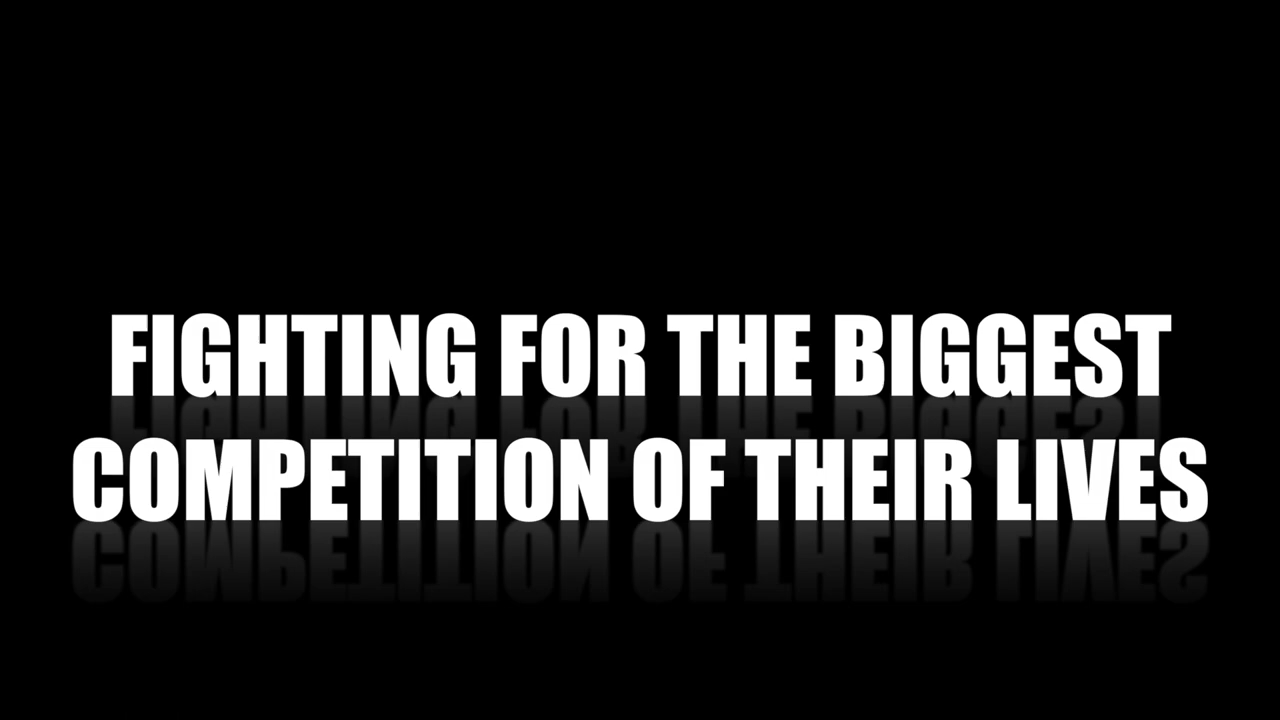 FIGHTING FOR THE BIGGEST
COMPETITION OF THEIR LIVES